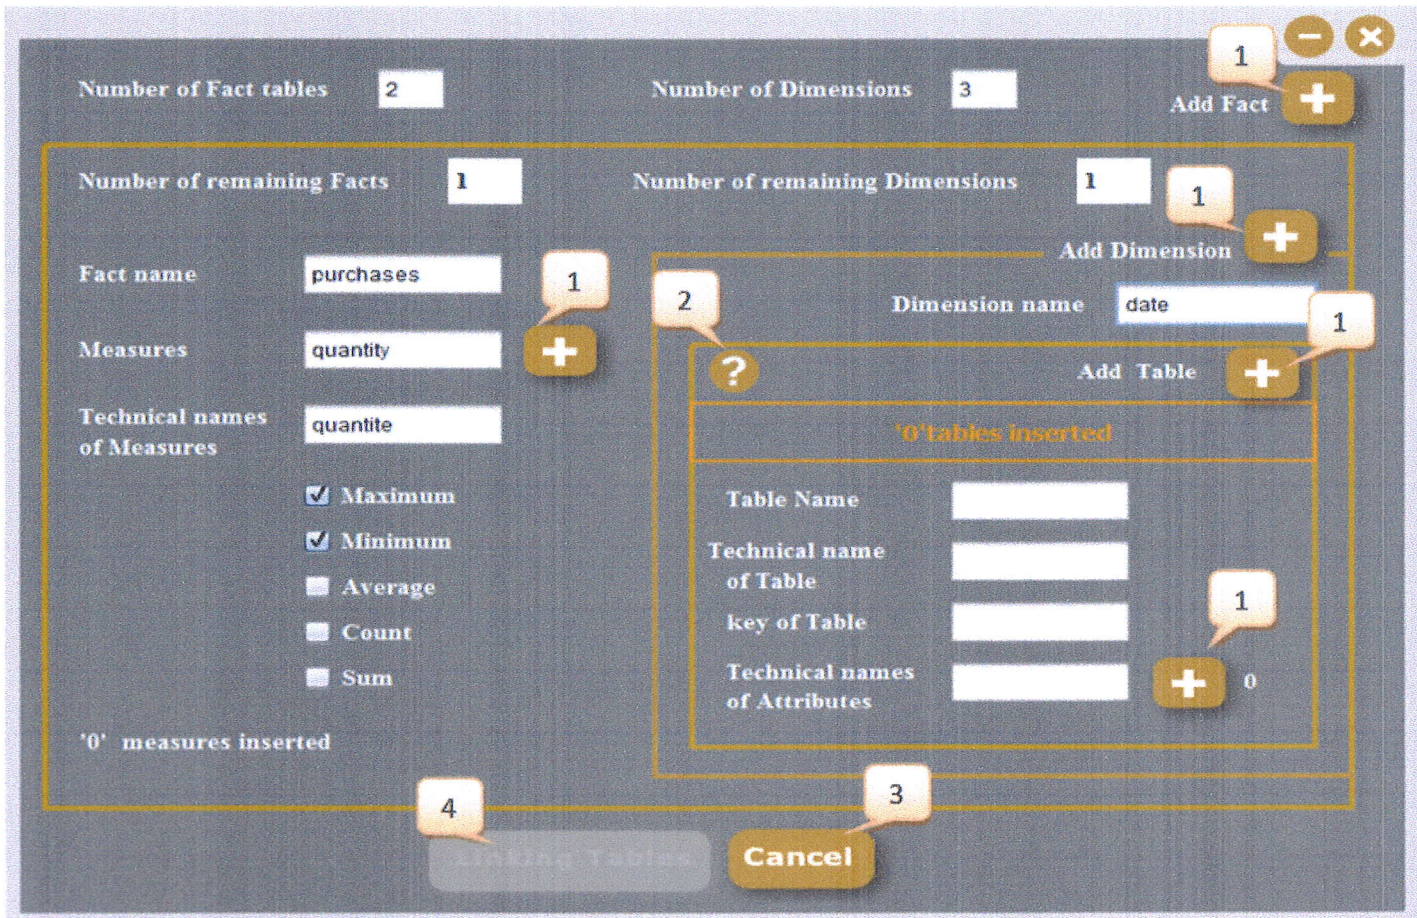 1
Number of Fact tables 2 Number of Dimensions 3
Add Fact
Number of remaining Facts 1 Number of remaining Dimensions 1
1
Add Dimension
Fact name purchases
1
2
Dimension name date
1
Measures quantity
?
Add Table
Technical names
of Measures
quantite
'0'tables inserted
Maximum
Minimum
Average
Count
Sum
Table Name
Technical name
of Table
key of Table
1
Technical names
of Attributes
0
'0' measures inserted
4
3
Linking Tables
Cancel